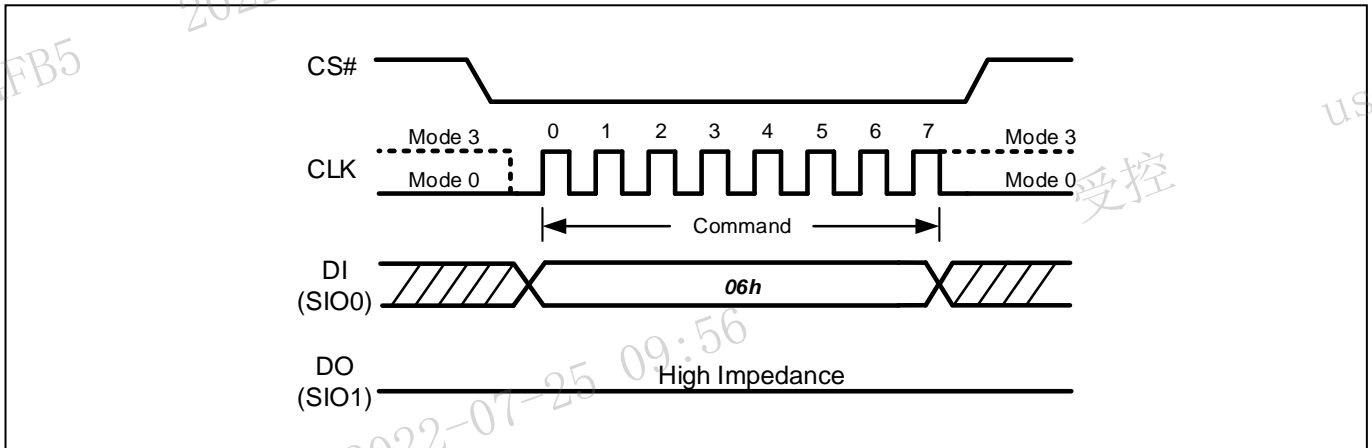 CS#
Mode 3 0 1 2 3 4 5 6 7 Mode 3
CLK
Mode 0 Mode 0
Command
DI
(SIO0)
06h
DO
(SIO1)
High Impedance
受控
2022-07-25 09:56